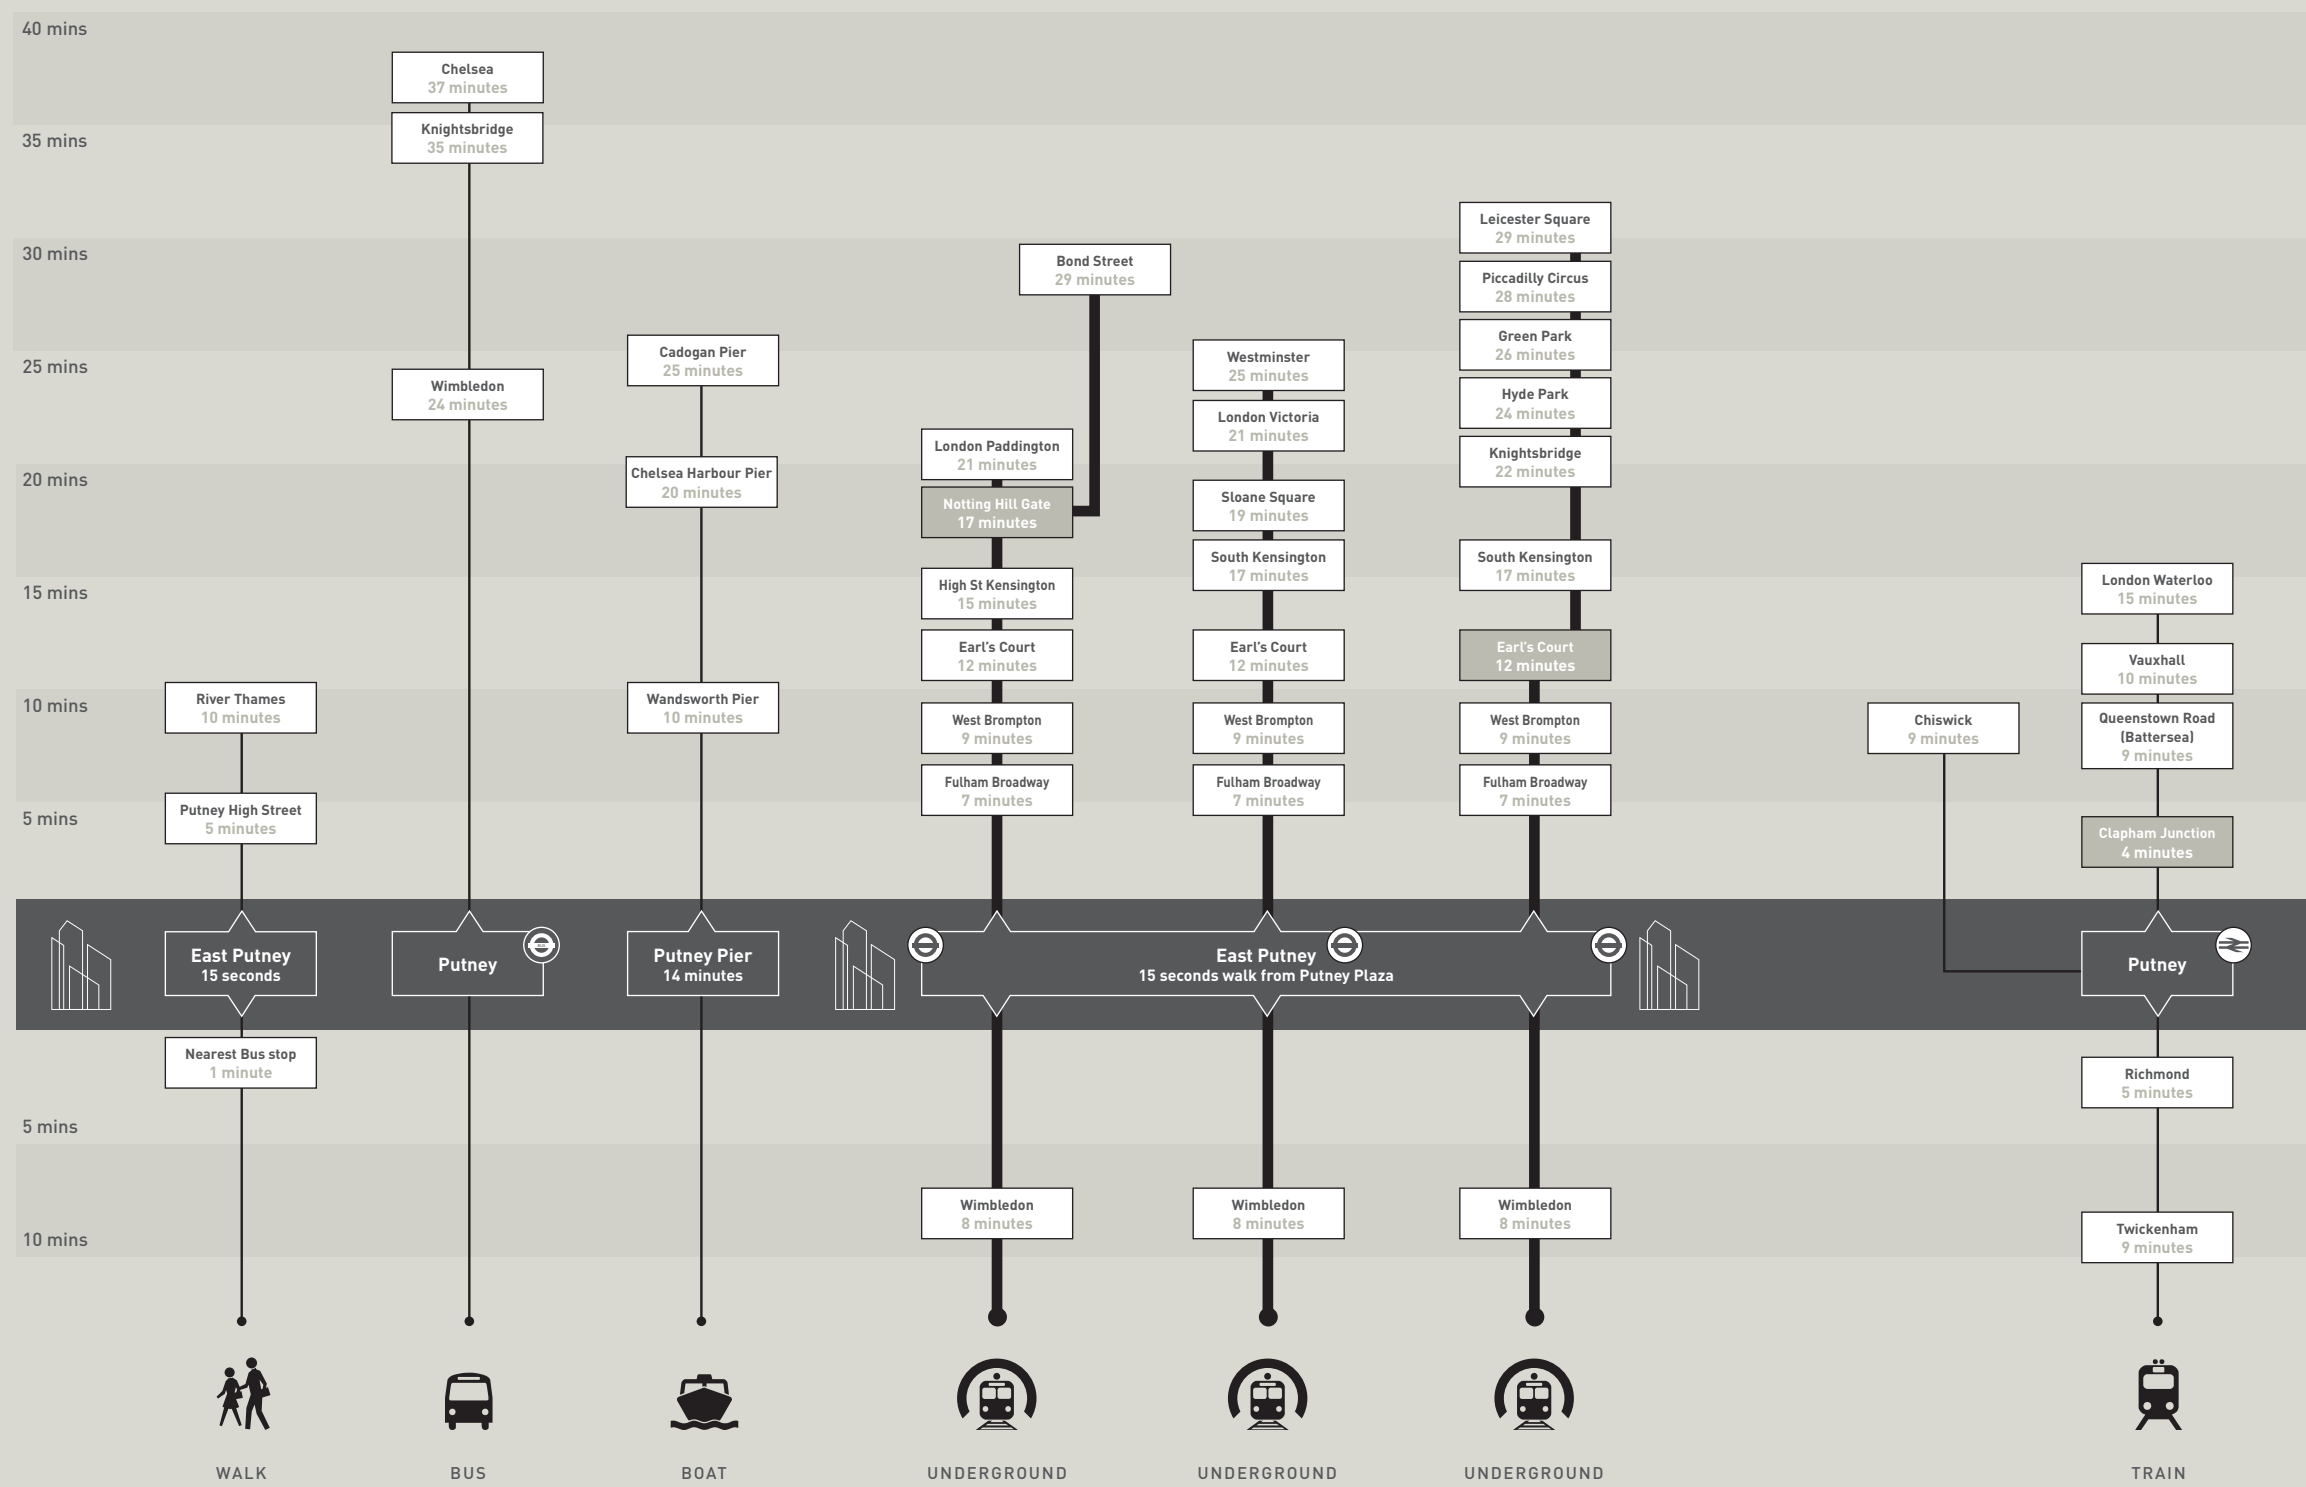 40 mins
35 mins
30 mins
25 mins
20 mins
15 mins
10 mins
5 mins
5 mins
10 mins
River Thames
10 minutes
Putney High Street
5 minutes
East Putney
15 seconds
Nearest Bus stop
1 minute
WALK
Chelsea
37 minutes
Knightsbridge
35 minutes
Wimbledon
24 minutes
Putney
BUS
Cadogan Pier
25 minutes
Chelsea Harbour Pier
20 minutes
Wandsworth Pier
10 minutes
Putney Pier
14 minutes
BOAT
Bond Street
29 minutes
London Paddington
21 minutes
Notting Hill Gate
17 minutes
High St Kensington
15 minutes
Earl's Court
12 minutes
West Brompton
9 minutes
Fulham Broadway
7 minutes
Wimbledon
8 minutes
UNDERGROUND
Westminster
25 minutes
London Victoria
21 minutes
Sloane Square
19 minutes
South Kensington
17 minutes
Earl's Court
12 minutes
West Brompton
9 minutes
Fulham Broadway
7 minutes
East Putney
15 seconds walk from Putney Plaza
Wimbledon
8 minutes
UNDERGROUND
Leicester Square
29 minutes
Piccadilly Circus
28 minutes
Green Park
26 minutes
Hyde Park
24 minutes
Knightsbridge
22 minutes
South Kensington
17 minutes
Earl's Court
12 minutes
West Brompton
9 minutes
Fulham Broadway
7 minutes
Wimbledon
8 minutes
UNDERGROUND
Chiswick
9 minutes
London Waterloo
15 minutes
Vauxhall
10 minutes
Queenstown Road
(Battersea)
9 minutes
Clapham Junction
4 minutes
Putney
Richmond
5 minutes
Twickenham
9 minutes
TRAIN